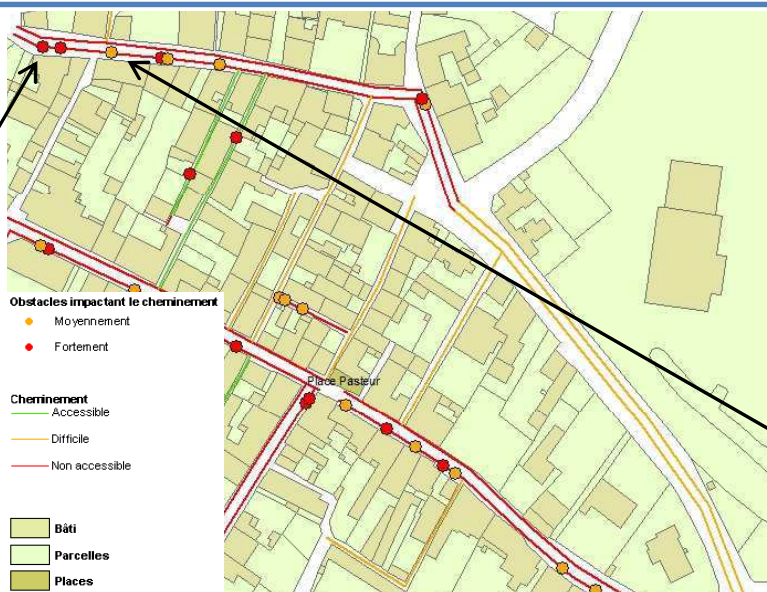 Obstacles impactant le cheminement
Moyennement
Fortement
Place Pasteur
Cheminement
Accessible
Difficile
Non accessible
Bâti
Parcelles
Places